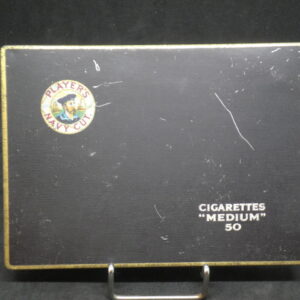 PLAYER'S
NAVY CUT
CIGARETTES
"MEDIUM"
50